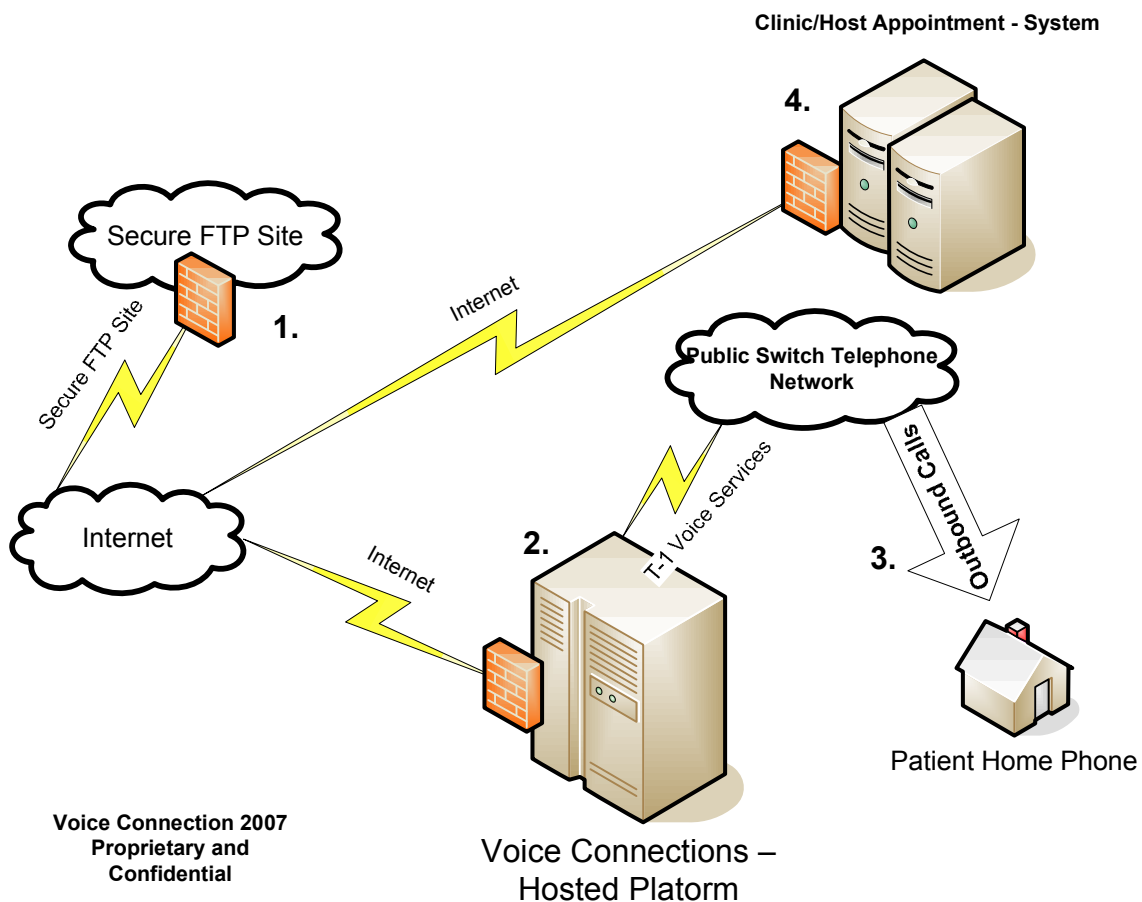 Clinic/Host Appointment - System
4.
Secure FTP Site
1.
Secure FTP Site
Internet
Public Switch Telephone
Network
Outbound Calls
T-1 Voice Services
Internet
Internet
2.
3.
Patient Home Phone
Voice Connection 2007
Proprietary and
Confidential
Voice Connections –
Hosted Platorm